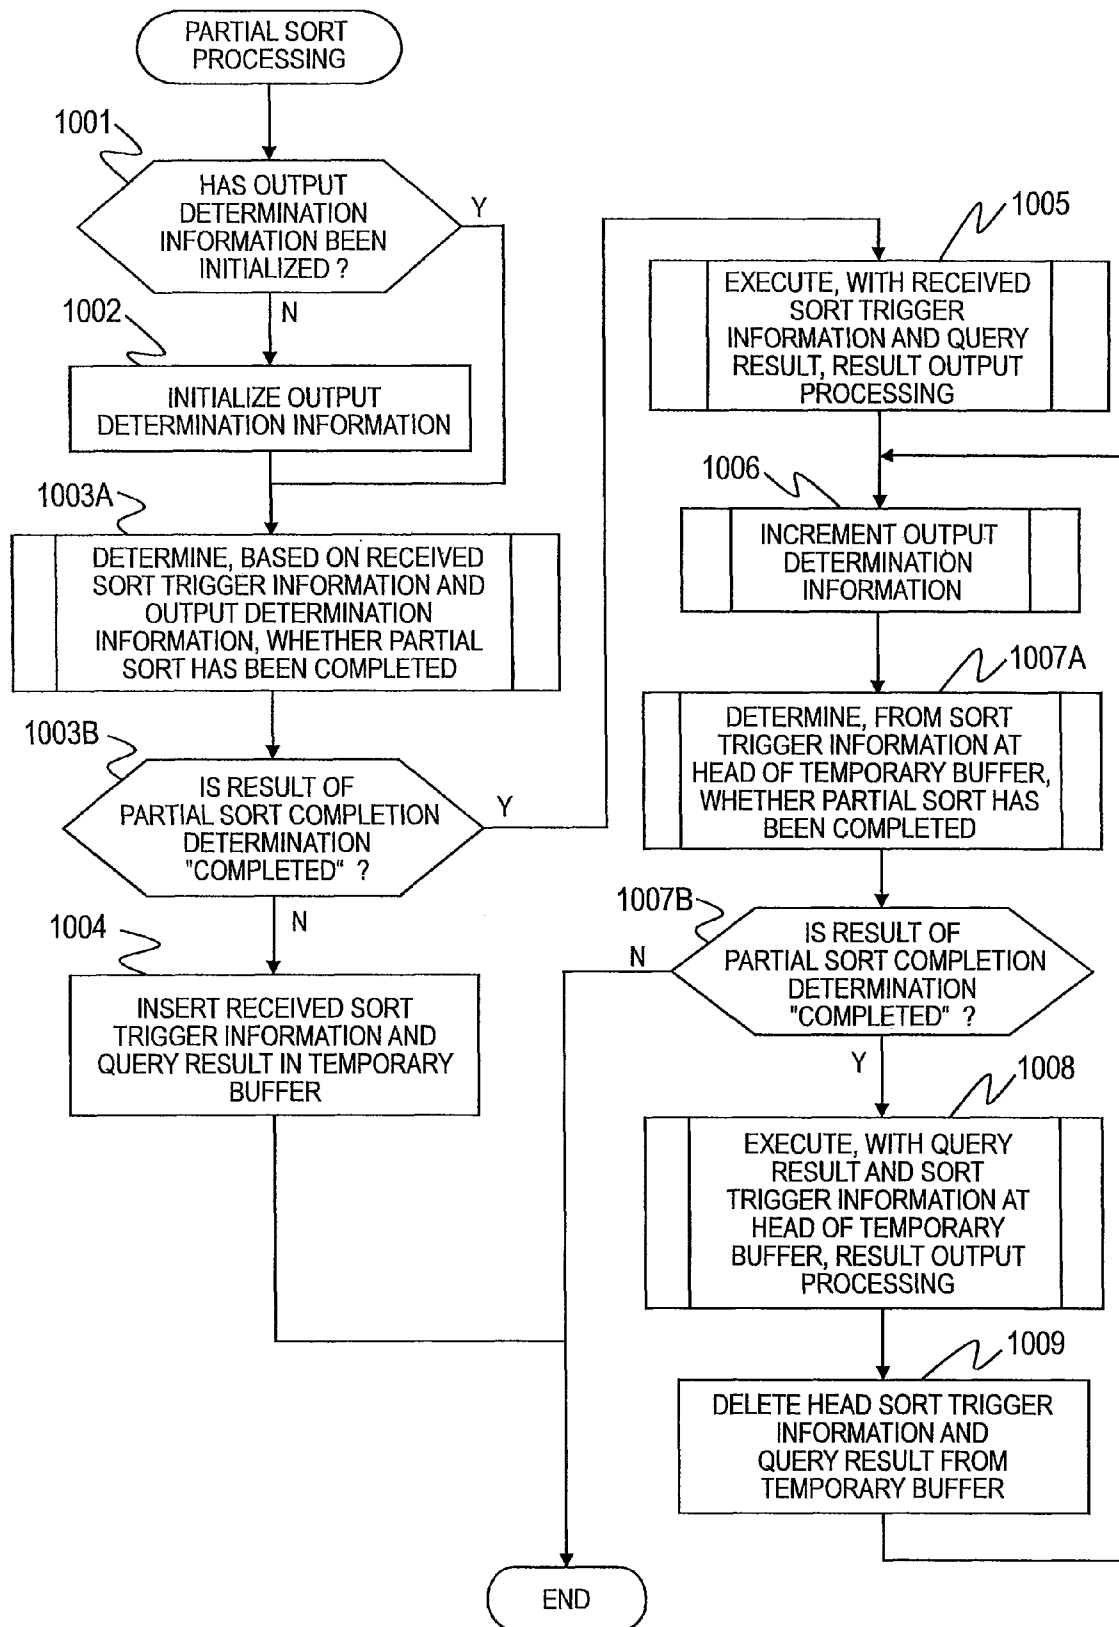 PARTIAL SORT
PROCESSING
1001
HAS OUTPUT
DETERMINATION
INFORMATION BEEN
INITIALIZED ?
Y
N
1002
INITIALIZE OUTPUT
DETERMINATION INFORMATION
1003A
DETERMINE, BASED ON RECEIVED
SORT TRIGGER INFORMATION AND
OUTPUT DETERMINATION
INFORMATION, WHETHER PARTIAL
SORT HAS BEEN COMPLETED
1003B
IS RESULT OF
PARTIAL SORT COMPLETION
DETERMINATION
"COMPLETED" ?
Y
N
1004
INSERT RECEIVED SORT
TRIGGER INFORMATION AND
QUERY RESULT IN TEMPORARY
BUFFER
1005
EXECUTE, WITH RECEIVED
SORT TRIGGER
INFORMATION AND QUERY
RESULT, RESULT OUTPUT
PROCESSING
1006
INCREMENT OUTPUT
DETERMINATION
INFORMATION
1007A
DETERMINE, FROM SORT
TRIGGER INFORMATION AT
HEAD OF TEMPORARY BUFFER,
WHETHER PARTIAL SORT HAS
BEEN COMPLETED
1007B
N
IS RESULT OF
PARTIAL SORT COMPLETION
DETERMINATION
"COMPLETED" ?
Y
1008
EXECUTE, WITH QUERY
RESULT AND SORT
TRIGGER INFORMATION AT
HEAD OF TEMPORARY
BUFFER, RESULT OUTPUT
PROCESSING
1009
DELETE HEAD SORT TRIGGER
INFORMATION AND
QUERY RESULT FROM
TEMPORARY BUFFER
END